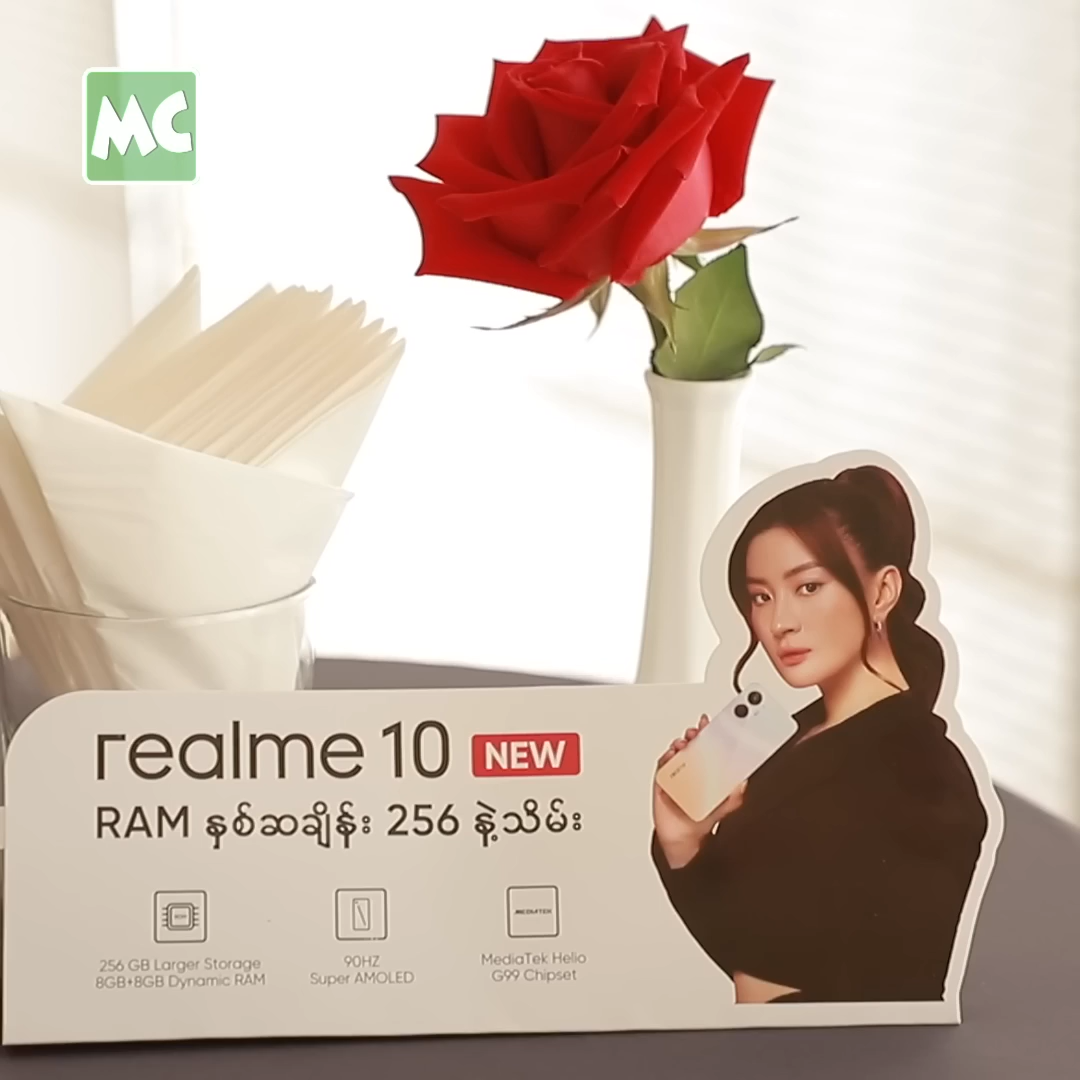 MC
realme 10 NEW
RAM နှစ်ဆချိန်း 256 နဲ့သိမ်း
256 GB Larger Storage
8GB+8GB Dynamic RAM
90HZ
Super AMOLED
MEDIATEK
MediaTek Helio
G99 Chipset